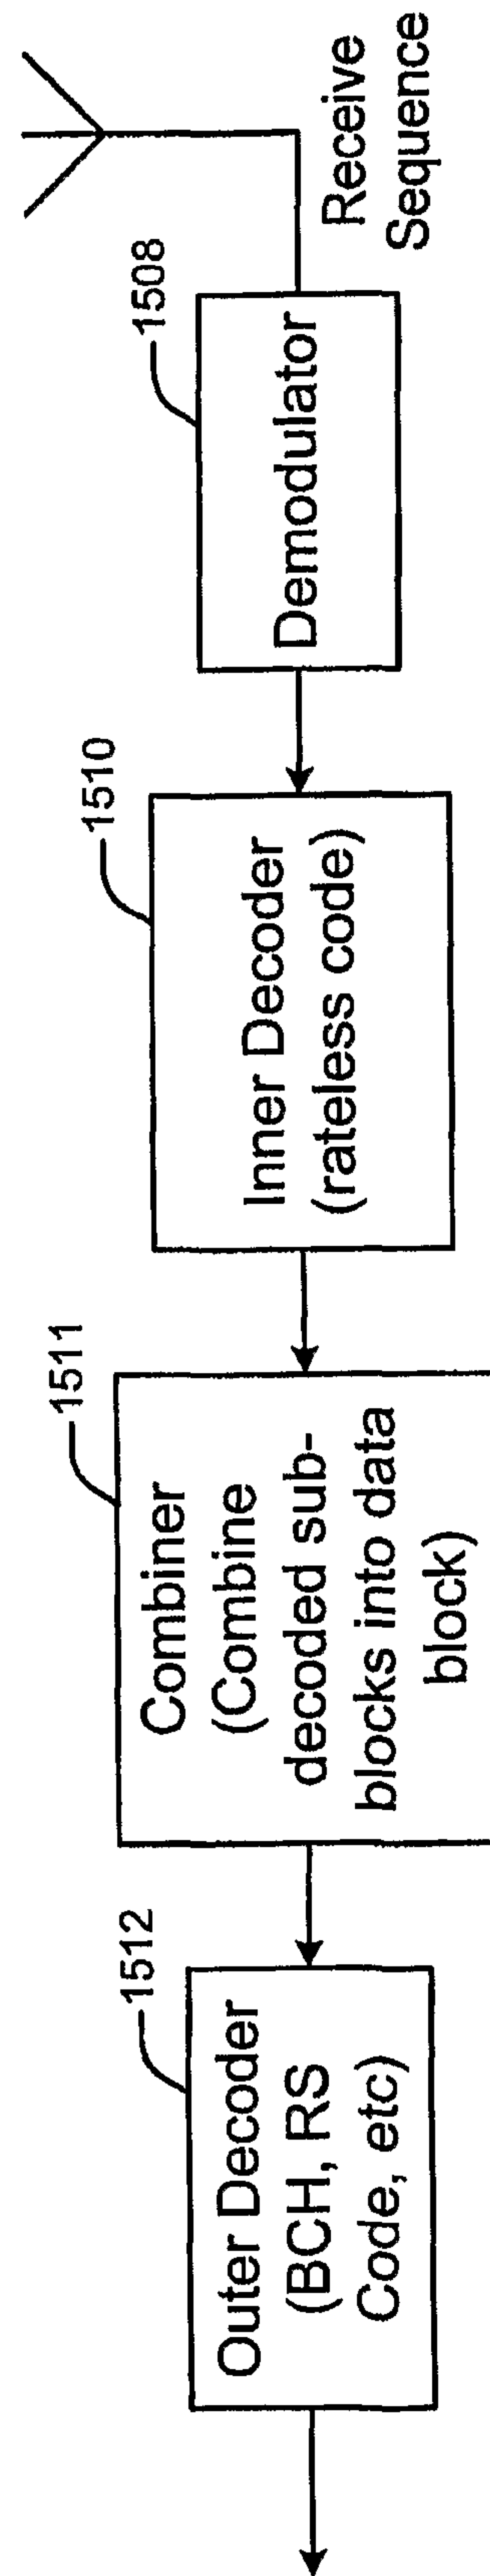 1512
Outer Decoder
(BCH, RS
Code, etc)
1511
Combiner
(Combine
decoded sub-
blocks into data
block)
1510
Inner Decoder
(rateless code)
1508
Demodulator
Receive
Sequence